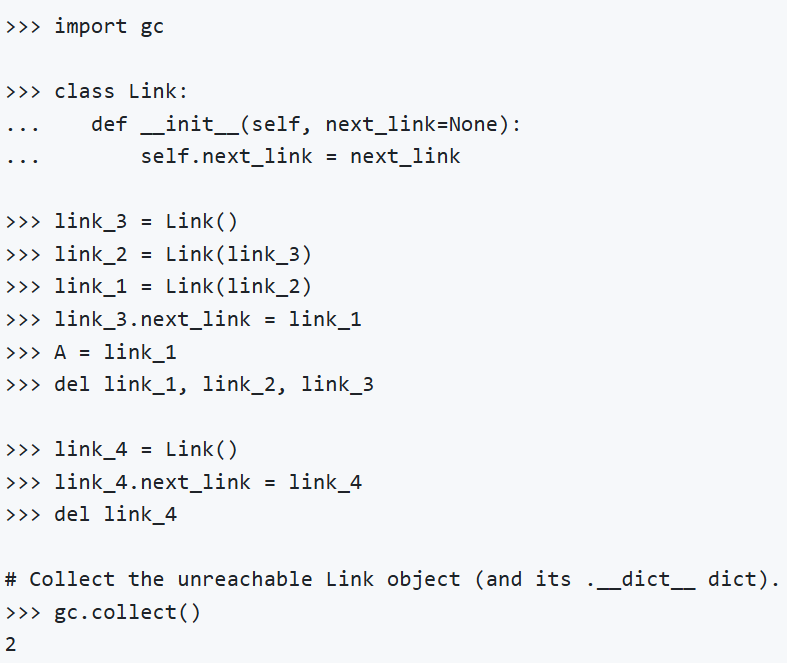 >>> import gc
>>> class Link:
...    def __init__(self, next_link=None):
...        self.next_link = next_link
>>> link_3 = Link()
>>> link_2 = Link(link_3)
>>> link_1 = Link(link_2)
>>> link_3.next_link = link_1
>>> A = link_1
>>> del link_1, link_2, link_3
>>> link_4 = Link()
>>> link_4.next_link = link_4
>>> del link_4
# Collect the unreachable Link object (and its .__dict__ dict).
>>> gc.collect()
2